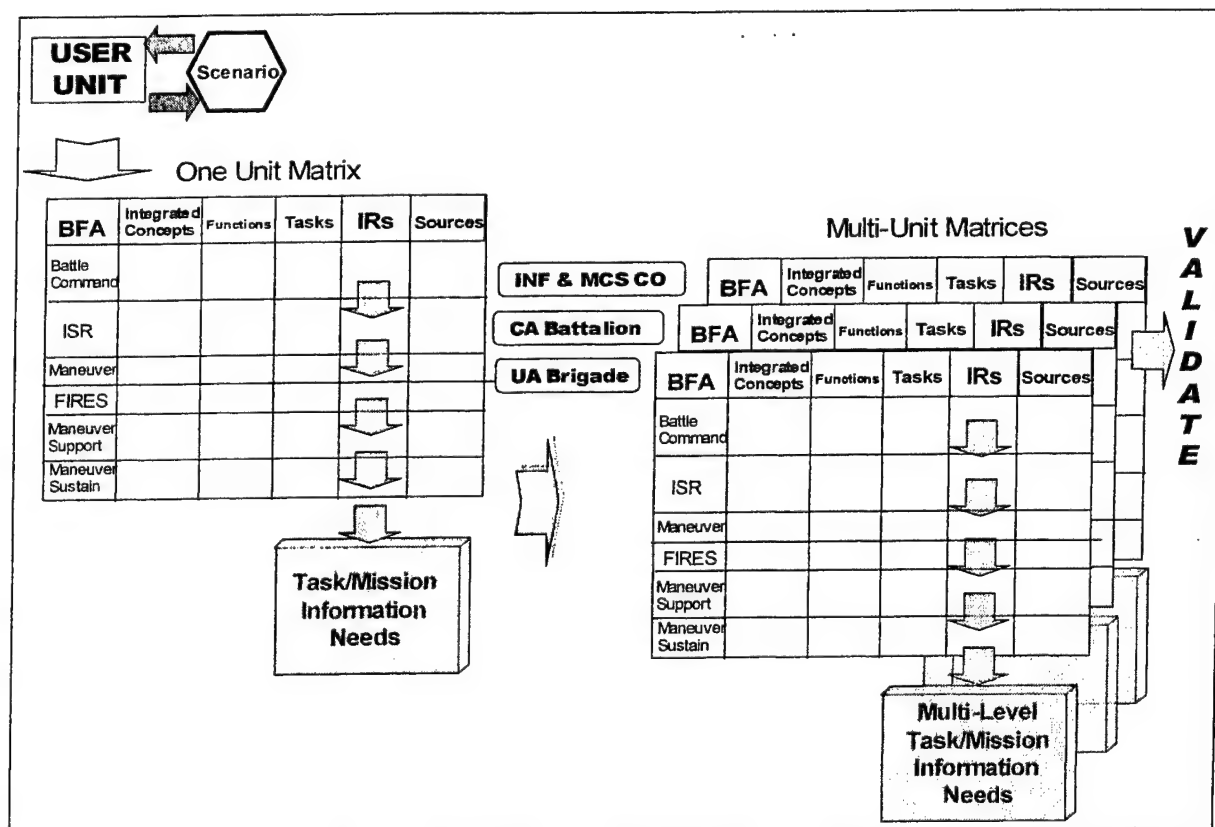 USER
UNIT
Scenario
One Unit Matrix
BFA
Integrated
Concepts
Functions
Tasks
IRs
Sources
Battle
Command
ISR
Maneuver
FIRES
Maneuver
Support
Maneuver
Sustain
Task/Mission
Information
Needs
Multi-Unit Matrices
INF & MCS CO
BFA
Integrated
Concepts
Functions
Tasks
IRs
Sources
CA Battalion
BFA
Integrated
Concepts
Functions
Tasks
IRs
Sources
UA Brigade
BFA
Integrated
Concepts
Functions
Tasks
IRs
Sources
Battle
Command
ISR
Maneuver
FIRES
Maneuver
Support
Maneuver
Sustain
Multi-Level
Task/Mission
Information
Needs
VALIDATE